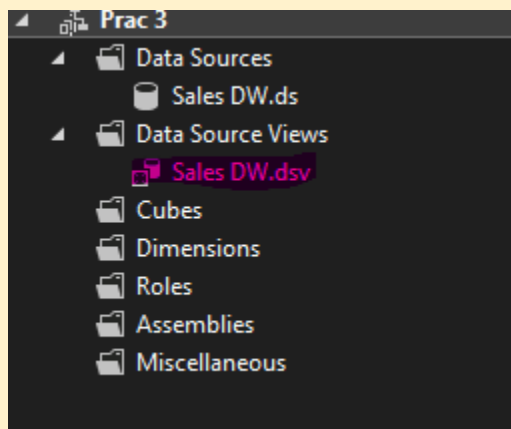 Prac 3
Data Sources
Sales DW.ds
Data Source Views
Sales DW.dsv
Cubes
Dimensions
Roles
Assemblies
Miscellaneous